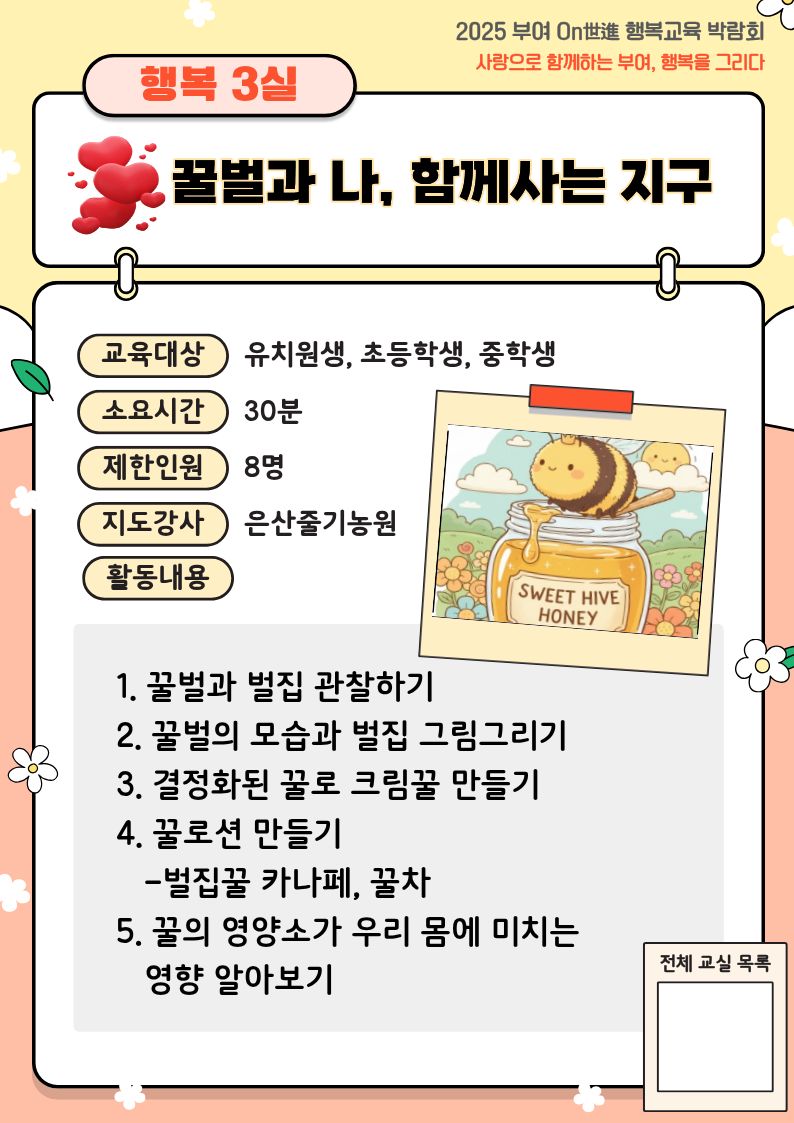 2025 부여 On世進 행복교육 박람회
사랑으로 함께하는 부여, 행복을 그리다
행복 3실
꿀벌과 나, 함께사는 지구
교육대상 유치원생, 초등학생, 중학생
소요시간 30분
제한인원 8명
지도강사 은산줄기농원
활동내용
SWEET HIVE
HONEY
1. 꿀벌과 벌집 관찰하기
2. 꿀벌의 모습과 벌집 그림그리기
3. 결정화된 꿀로 크림꿀 만들기
4. 꿀로션 만들기
-벌집꿀 카나페, 꿀차
5. 꿀의 영양소가 우리 몸에 미치는
영향 알아보기
전체 교실 목록